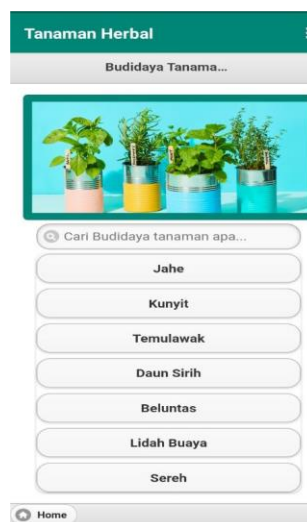 Tanaman Herbal
Budidaya Tanama...
Cari Budidaya tanaman apa...
Jahe
Kunyit
Temulawak
Daun Sirih
Beluntas
Lidah Buaya
Sereh
Home